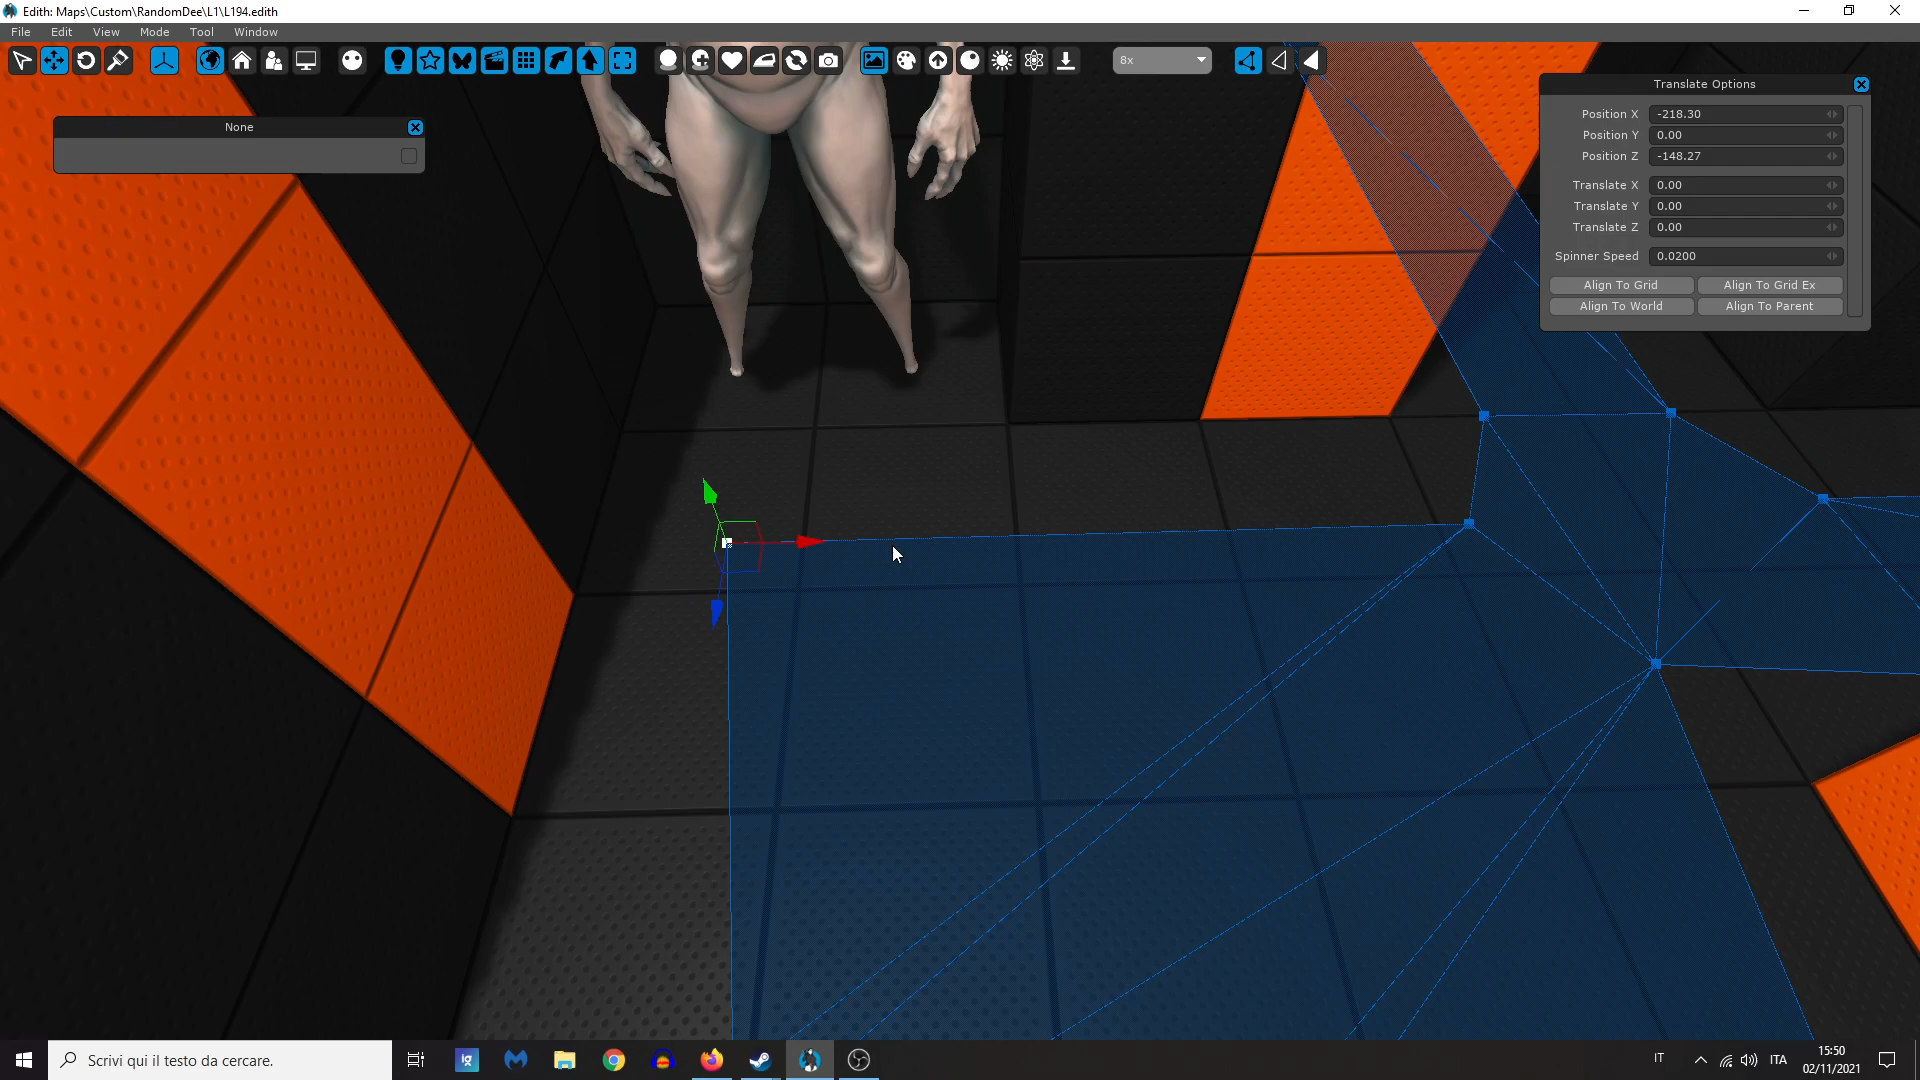 Edith: Maps\Custom\RandomDee\L1\L194.edith
File Edit View Mode Tool Window
8x
None
Translate Options
Position X -218.30
Position Y 0.00
Position Z -148.27
Translate X 0.00
Translate Y 0.00
Translate Z 0.00
Spinner Speed 0.0200
Align To Grid Align To Grid Ex
Align To World Align To Parent
Scrivi qui il testo da cercare.
IT
ITA
15:50
02/11/2021